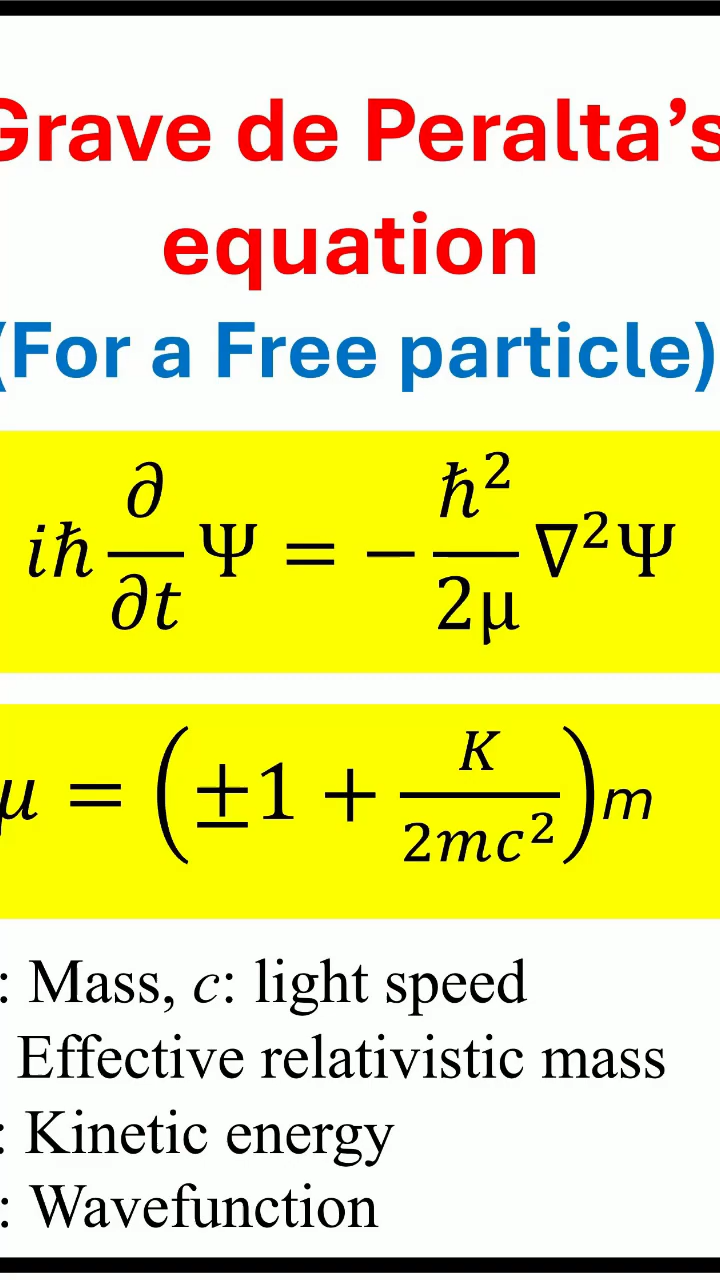 Grave de Peralta's
equation
(For a Free particle)
iħ ∂/∂t Ψ = − ħ²/2μ ∇²Ψ
μ = (±1 + K/2mc²)m
: Mass, c: light speed
Effective relativistic mass
: Kinetic energy
: Wavefunction